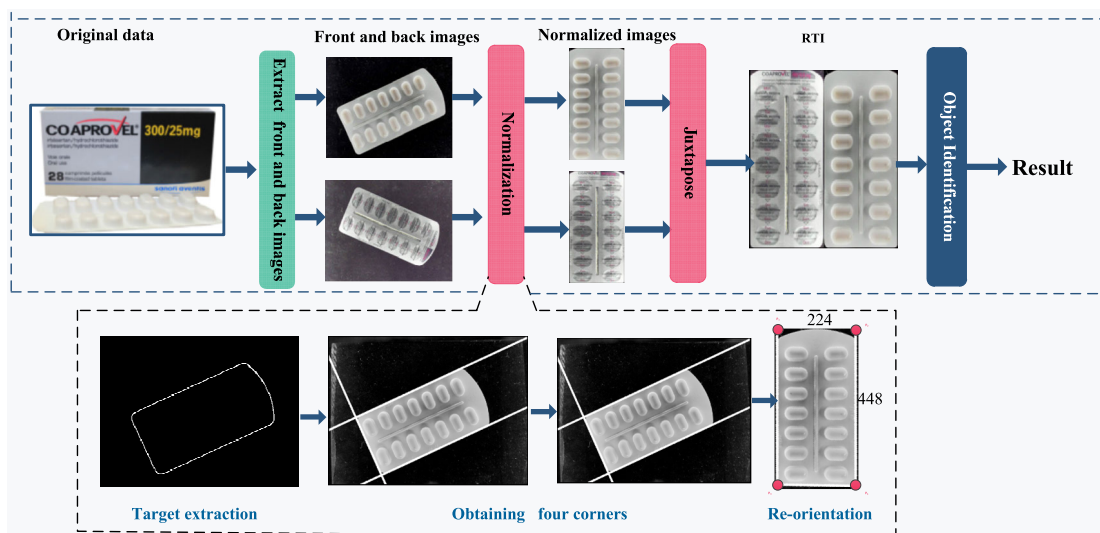 Original data
Front and back images
Normalized images
RTI
COAPROVEL 300/25mg
28
Extract front and back images
Normalization
Juxtapose
COAPROVEL
Object Identification
Result
224
448
Target extraction
Obtaining four corners
Re-orientation